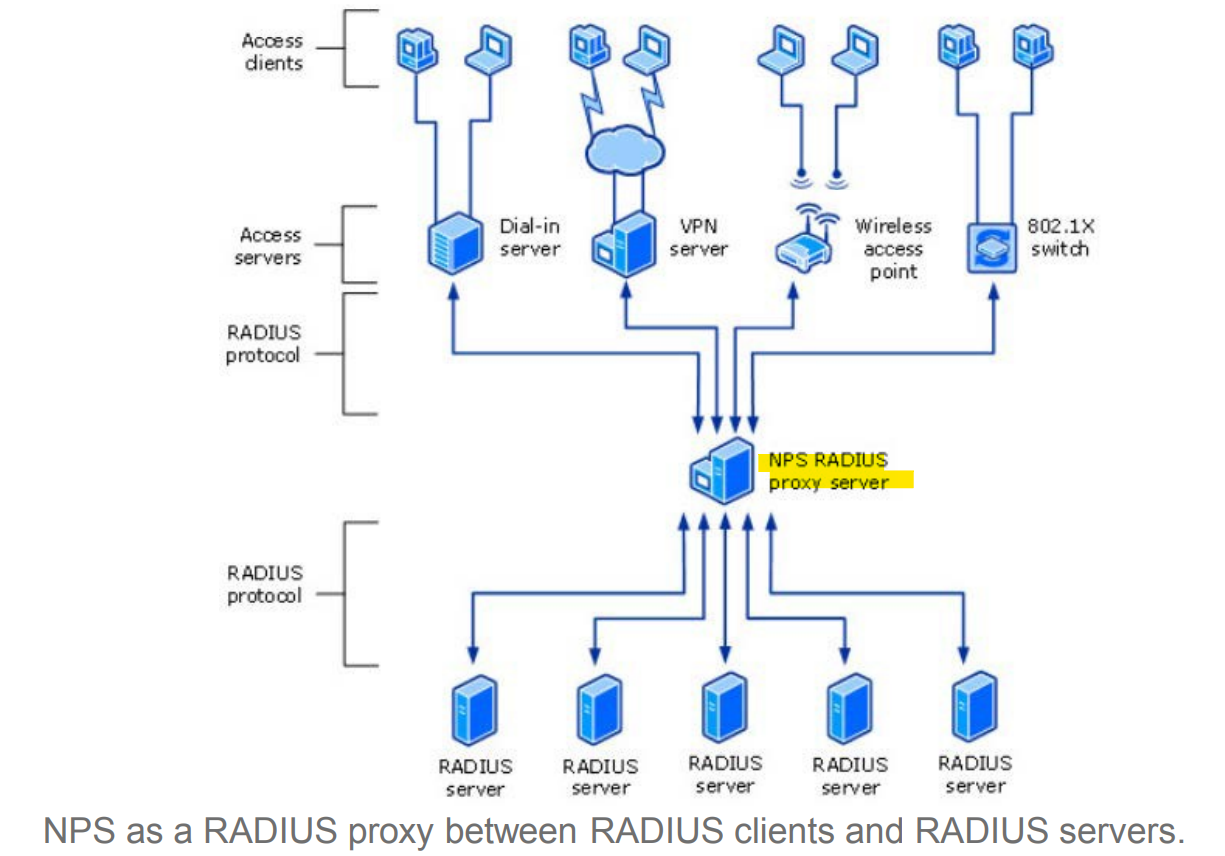 Access
clients
Access
servers
Dial-in
server
VPN
server
Wireless
access
point
802.1X
switch
RADIUS
protocol
NPS RADIUS
proxy server
RADIUS
protocol
RADIUS
server
RADIUS
server
RADIUS
server
RADIUS
server
RADIUS
server
NPS as a RADIUS proxy between RADIUS clients and RADIUS servers.